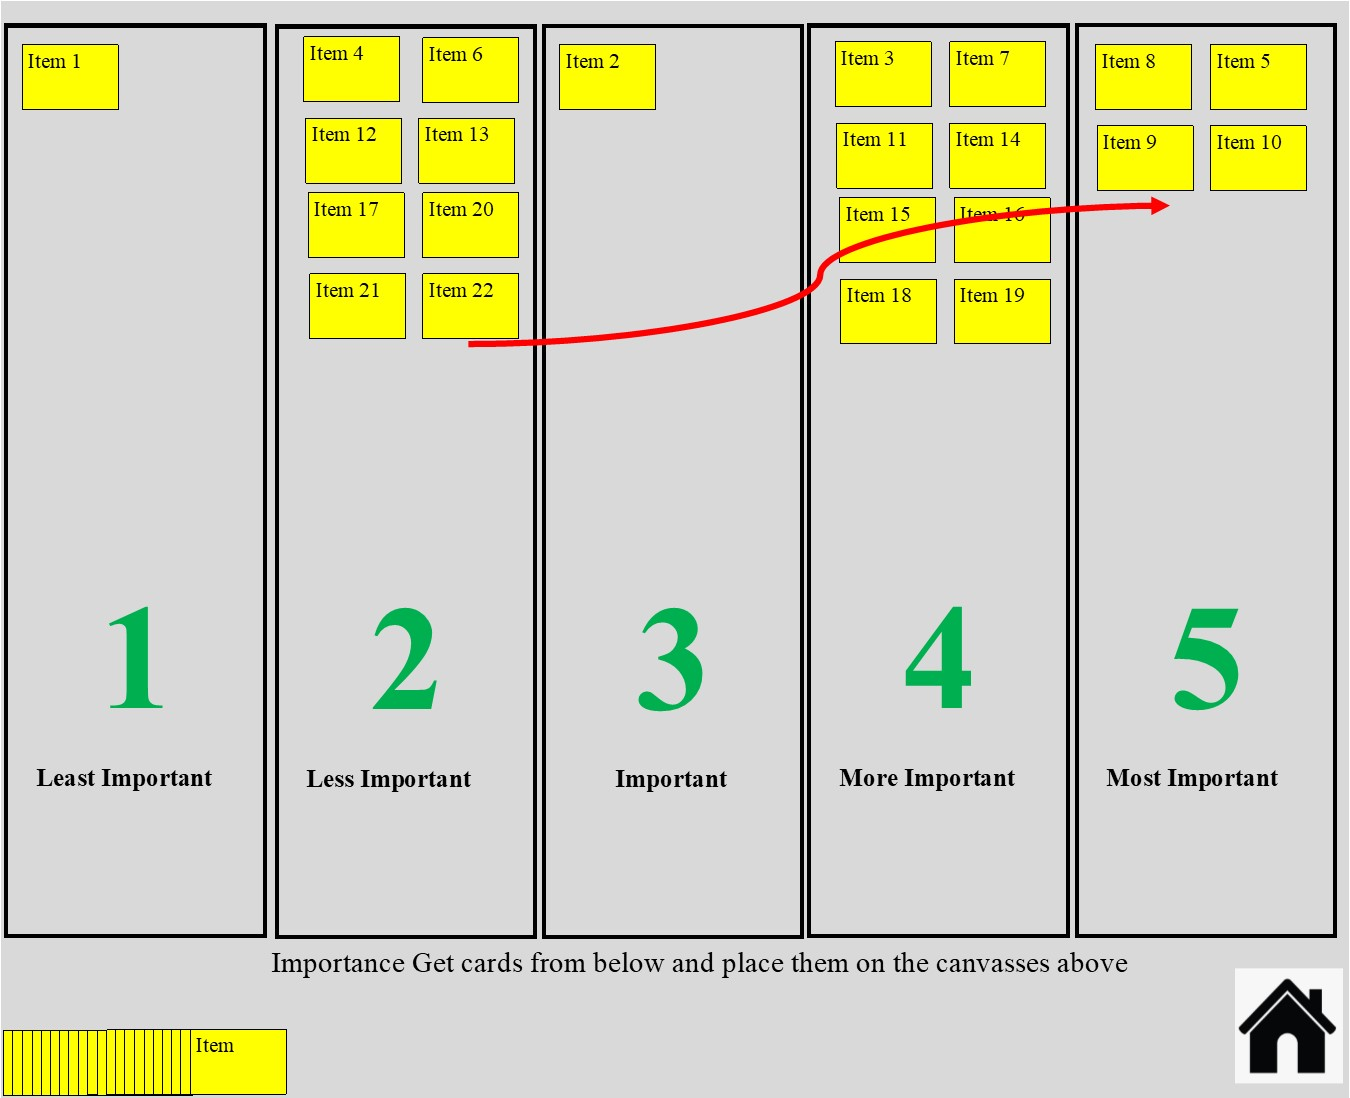 Item 1
Item 4
Item 6
Item 12
Item 13
Item 17
Item 20
Item 21
Item 22
Item 2
Item 3
Item 7
Item 11
Item 14
Item 15
Item 16
Item 18
Item 19
Item 8
Item 5
Item 9
Item 10
1
2
3
4
5
Least Important
Less Important
Important
More Important
Most Important
Importance Get cards from below and place them on the canvasses above
Item